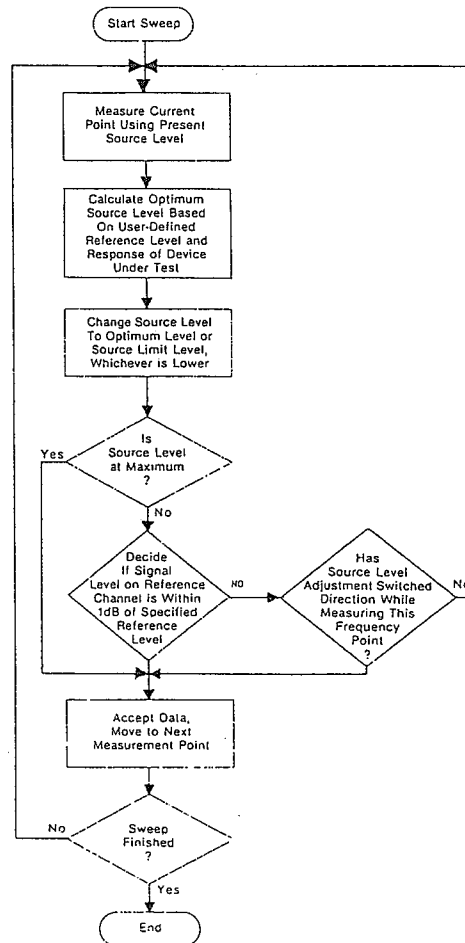 Start Sweep
Measure Current
Point Using Present
Source Level
Calculate Optimum
Source Level Based
On User-Defined
Reference Level and
Response of Device
Under Test
Change Source Level
To Optimum Level or
Source Limit Level,
Whichever is Lower
Is
Source Level
at Maximum
?
Yes
No
Decide
If Signal
Level on Reference
Channel is Within
1dB of Specified
Reference
Level
NO
Has
Source Level
Adjustment Switched
Direction While
Measuring This
Frequency
Point
?
No
Accept Data,
Move to Next
Measurement Point
Sweep
Finished
?
No
Yes
End